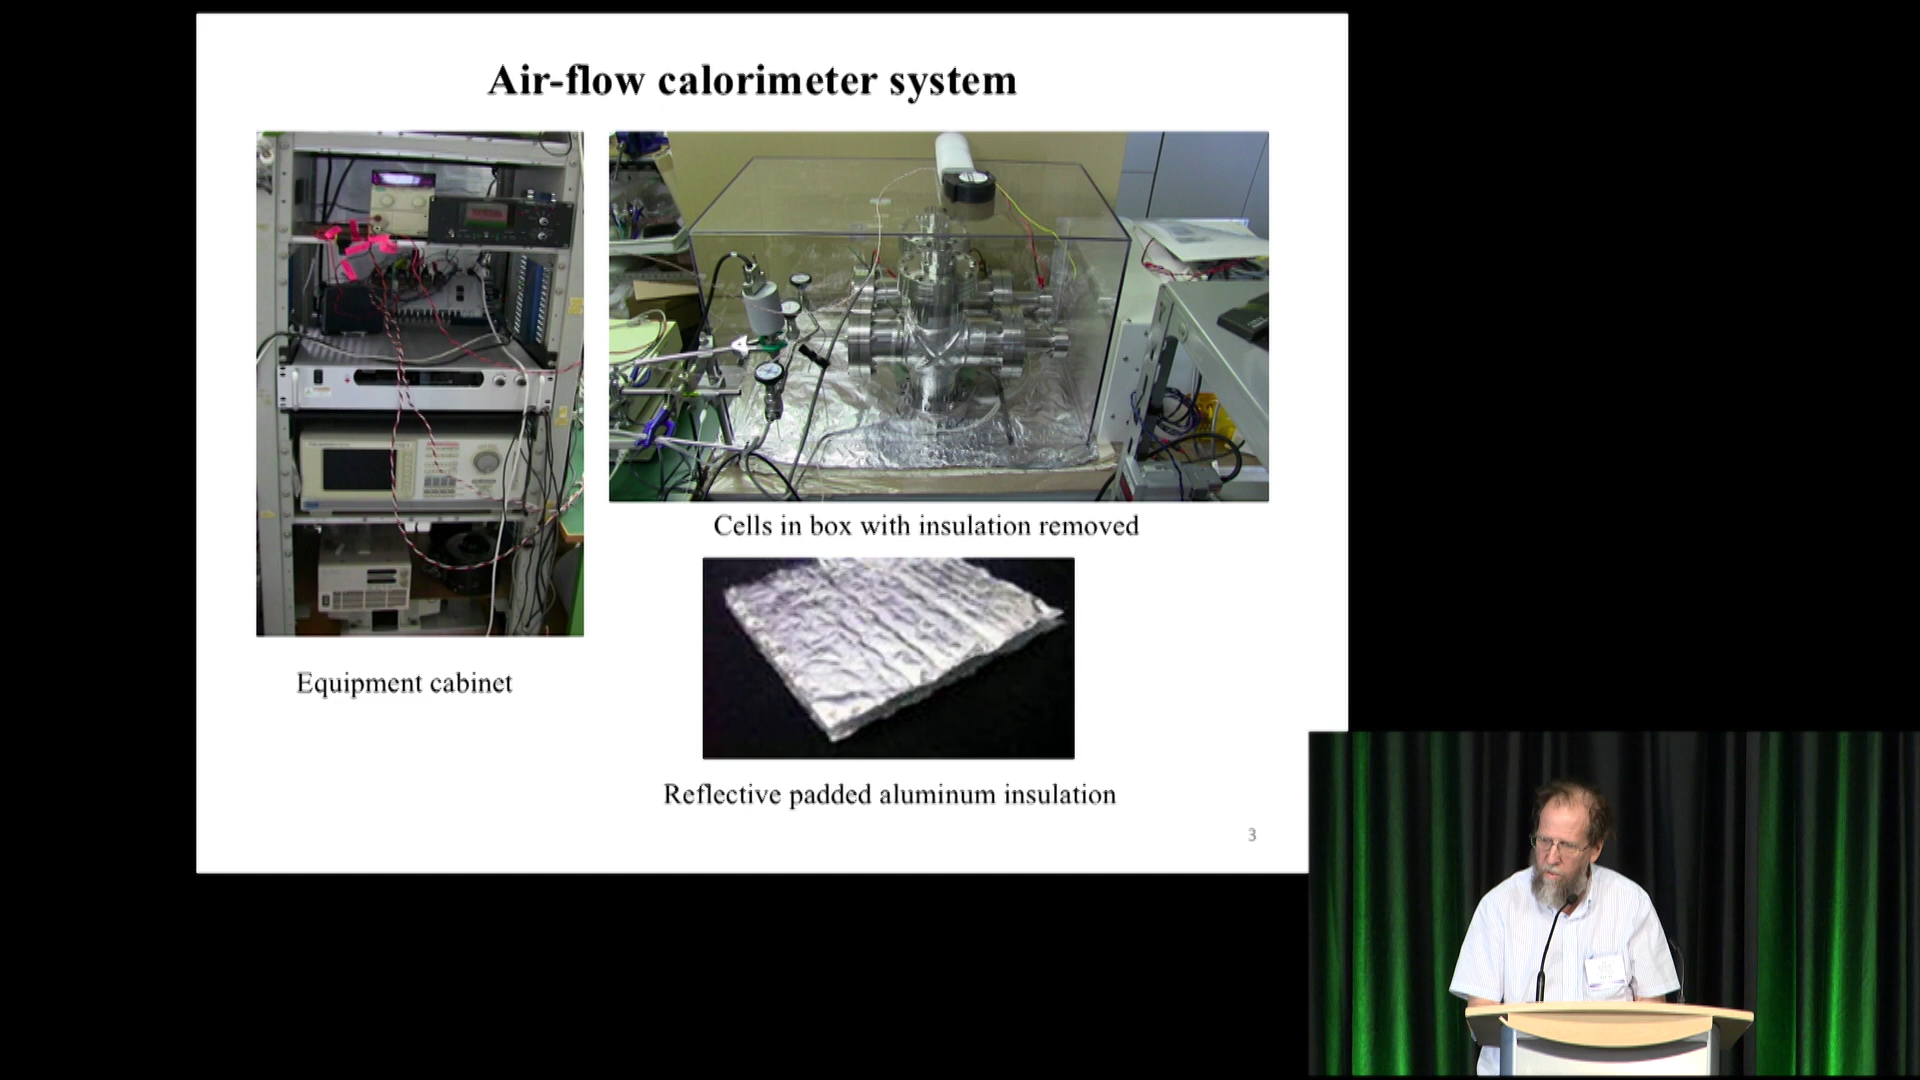 Air-flow calorimeter system
Cells in box with insulation removed
Equipment cabinet
Reflective padded aluminum insulation
3